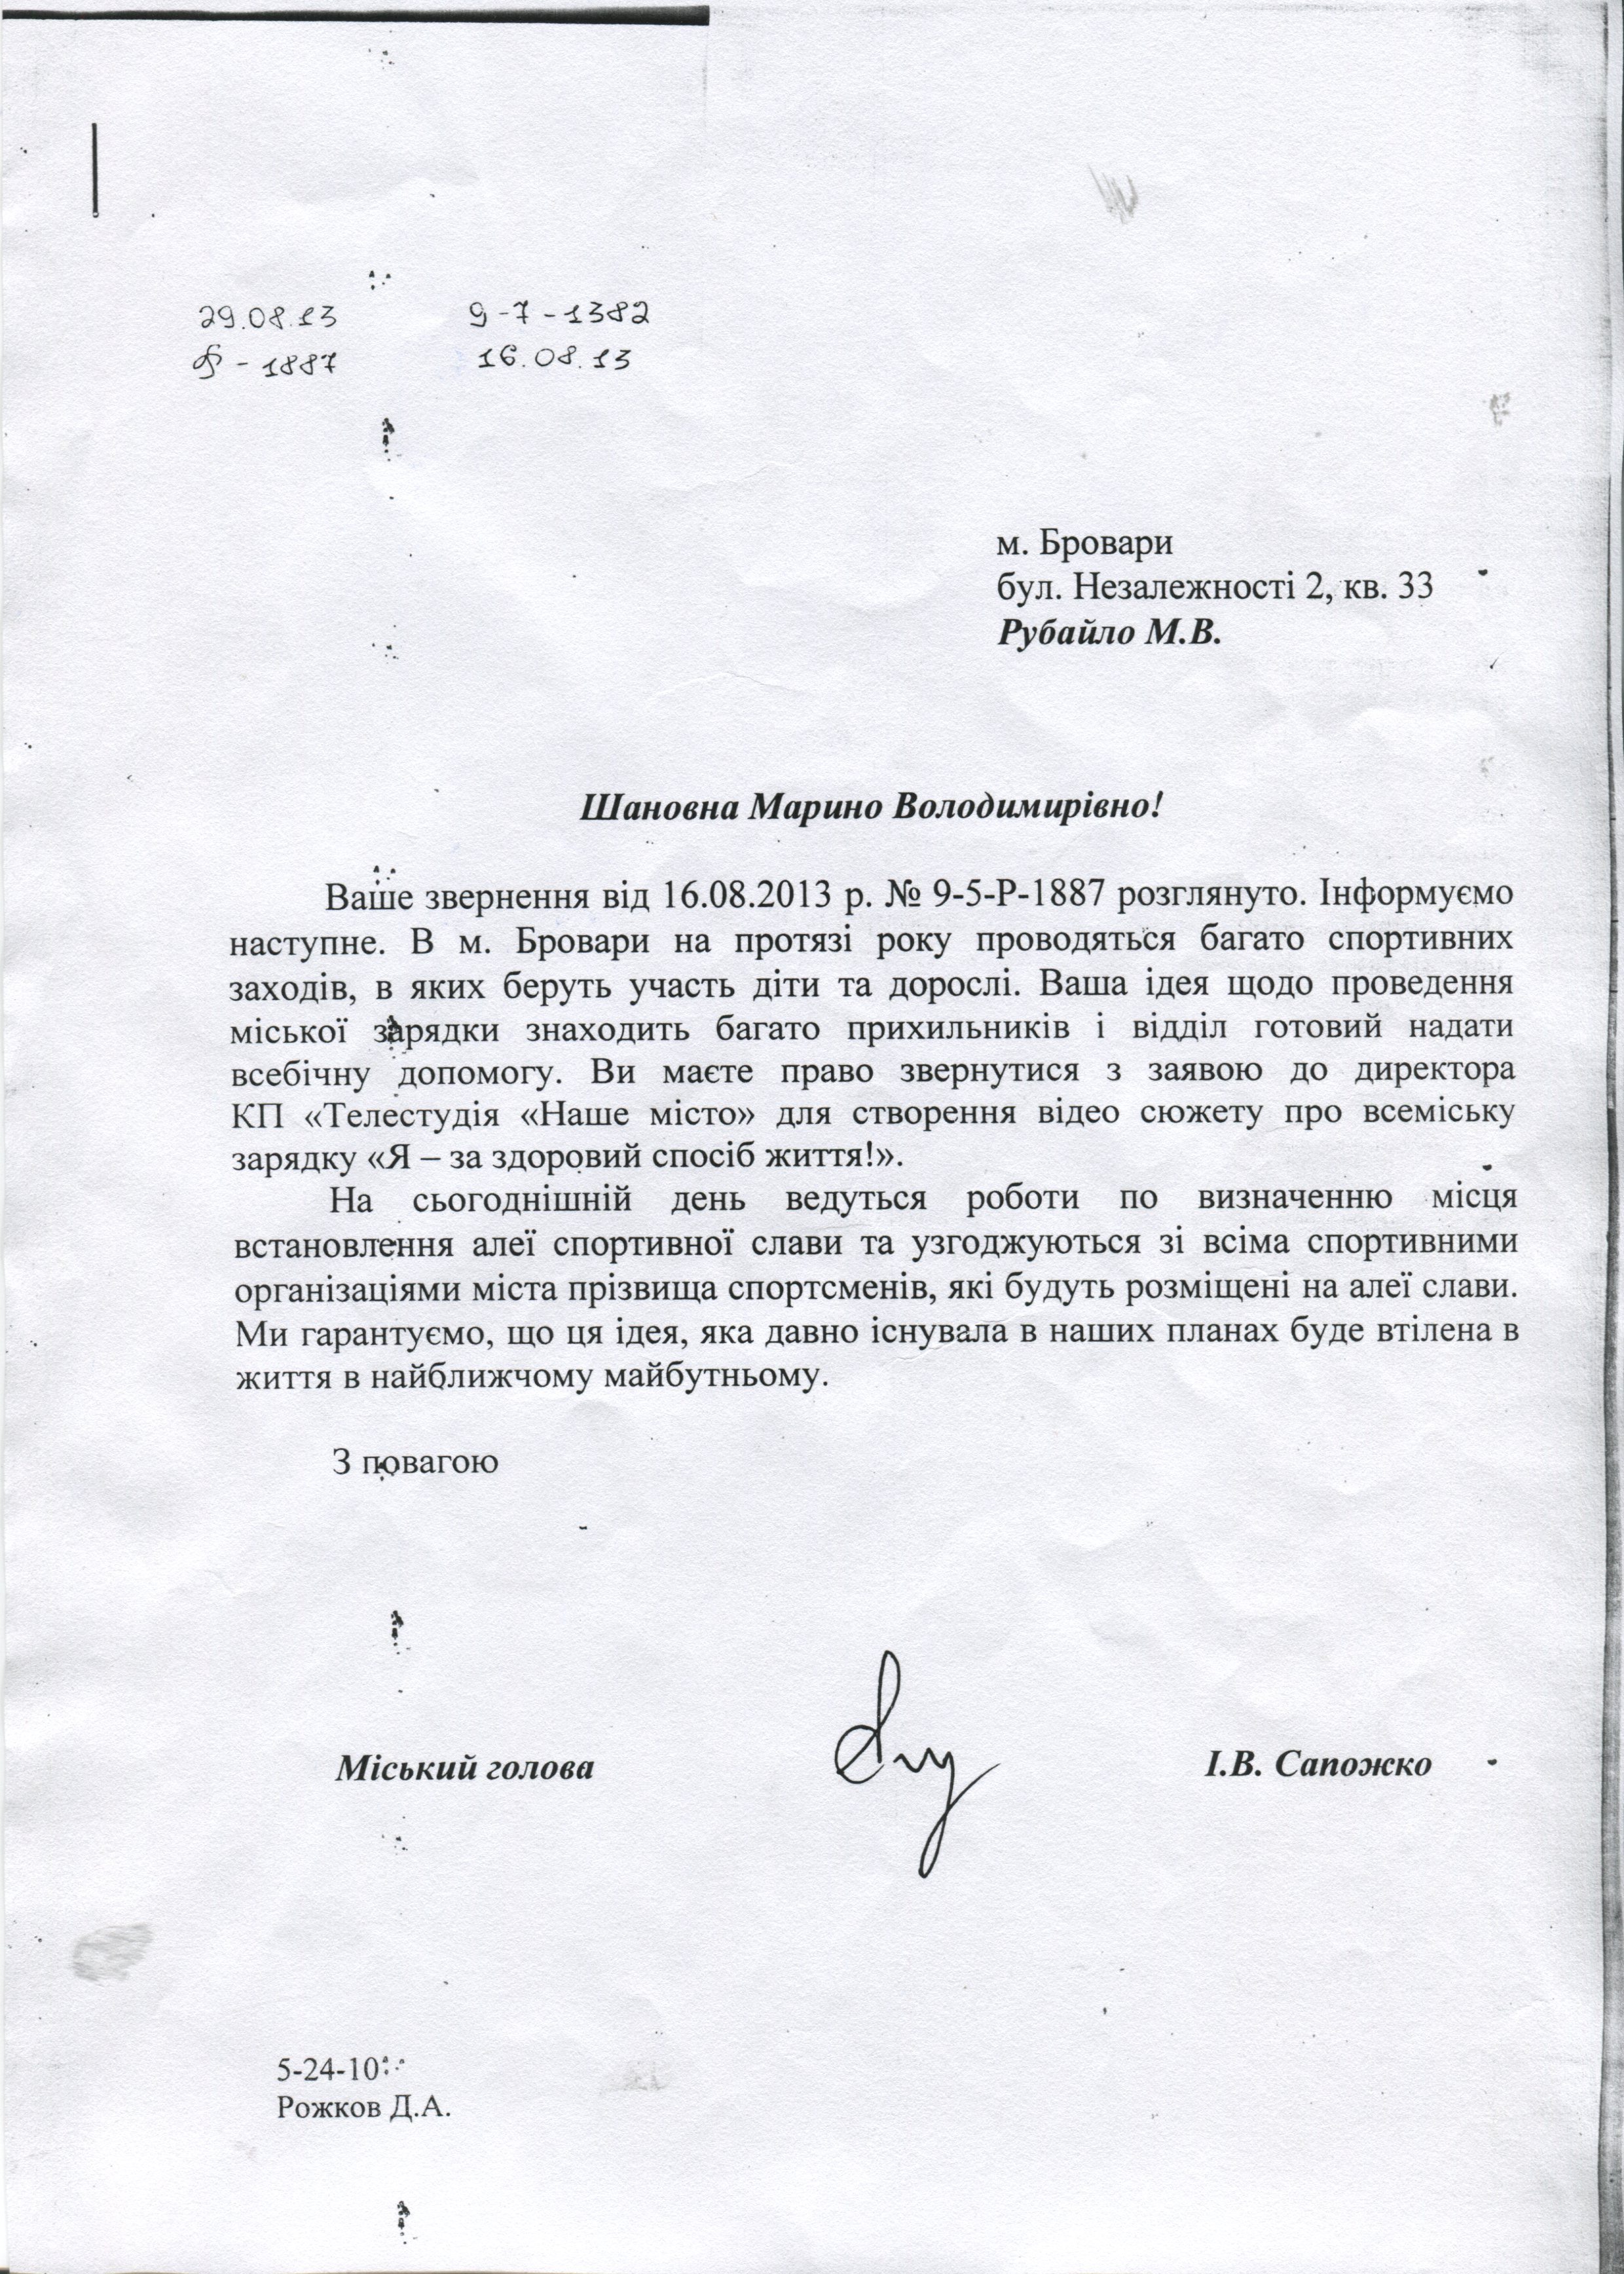 29.08.13 9-7-1382
Р-1887 16.08.13
м. Бровари
бул. Незалежності 2, кв. 33
Рубайло М.В.
Шановна Марино Володимирівно!
Ваше звернення від 16.08.2013 р. № 9-5-Р-1887 розглянуто. Інформуємо
наступне. В м. Бровари на протязі року проводяться багато спортивних
заходів, в яких беруть участь діти та дорослі. Ваша ідея щодо проведення
міської зарядки знаходить багато прихильників і відділ готовий надати
всебічну допомогу. Ви маєте право звернутися з заявою до директора
КП «Телестудія «Наше місто» для створення відео сюжету про всеміську
зарядку «Я – за здоровий спосіб життя!».
На сьогоднішній день ведуться роботи по визначенню місця
встановлення алеї спортивної слави та узгоджуються зі всіма спортивними
організаціями міста прізвища спортсменів, які будуть розміщені на алеї слави.
Ми гарантуємо, що ця ідея, яка давно існувала в наших планах буде втілена в
життя в найближчому майбутньому.
З повагою
Міський голова І.В. Сапожко
5-24-10
Рожков Д.А.